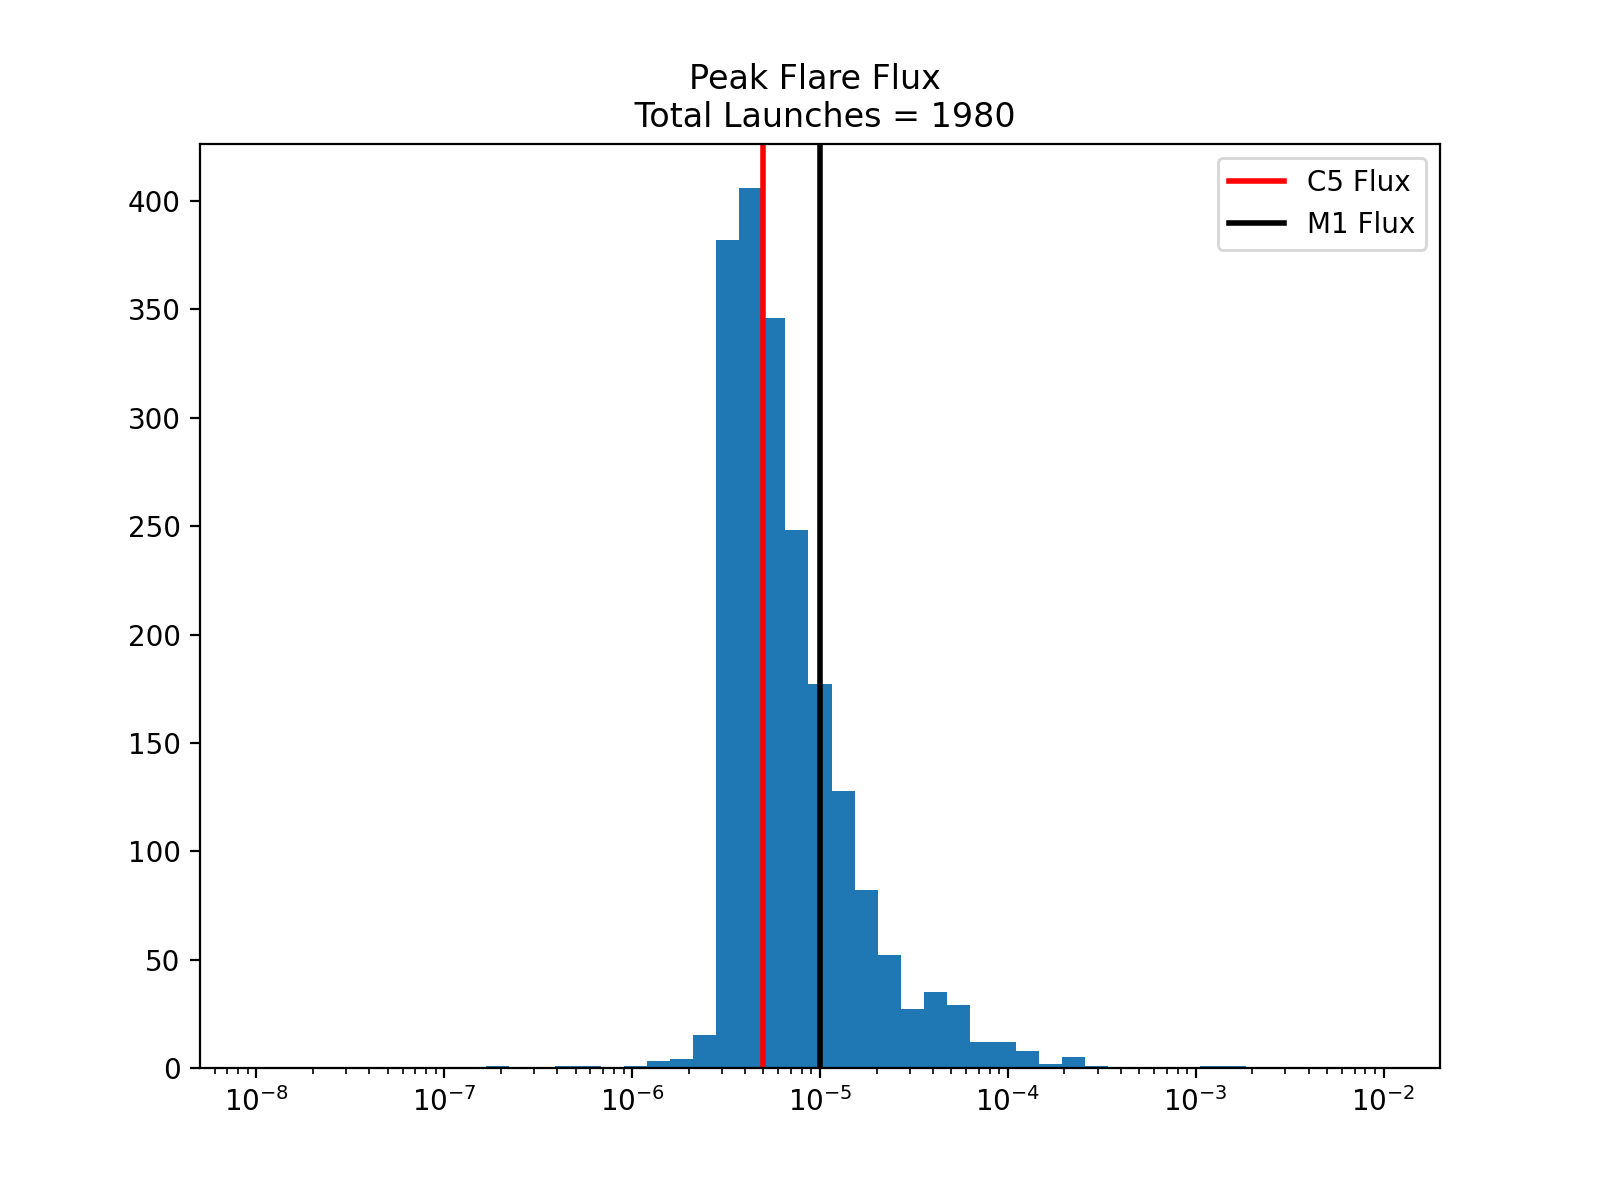 Peak Flare Flux
Total Launches = 1980
C5 Flux
M1 Flux
400
350
300
250
200
150
100
50
0
10⁻⁸ 10⁻⁷ 10⁻⁶ 10⁻⁵ 10⁻⁴ 10⁻³ 10⁻²